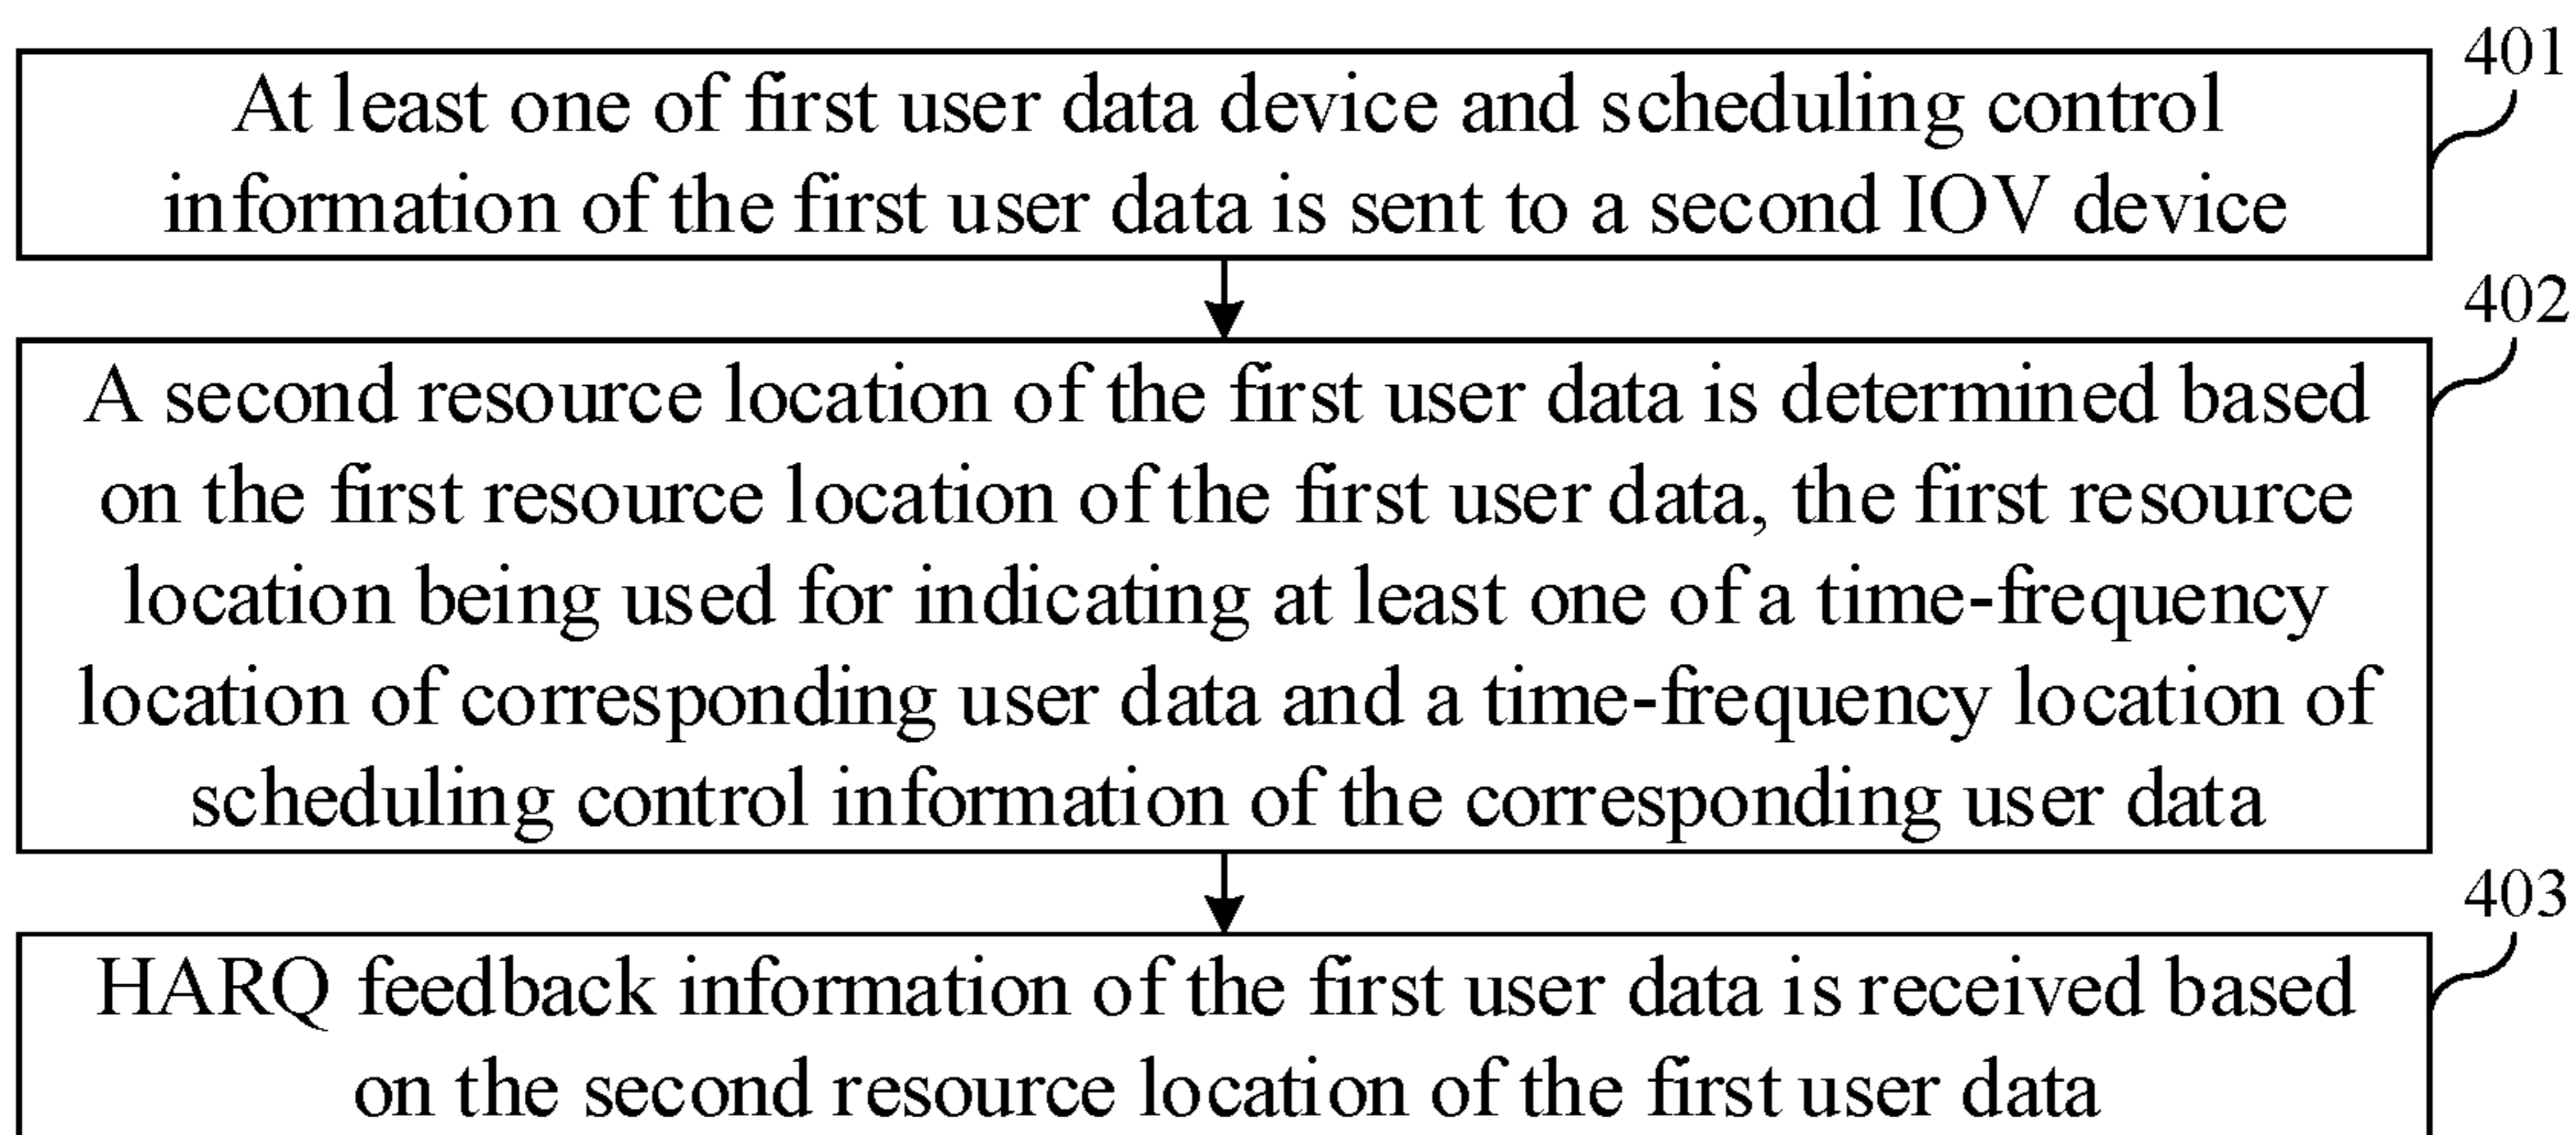 401
At least one of first user data device and scheduling control
information of the first user data is sent to a second IOV device
402
A second resource location of the first user data is determined based
on the first resource location of the first user data, the first resource
location being used for indicating at least one of a time-frequency
location of corresponding user data and a time-frequency location of
scheduling control information of the corresponding user data
403
HARQ feedback information of the first user data is received based
on the second resource location of the first user data